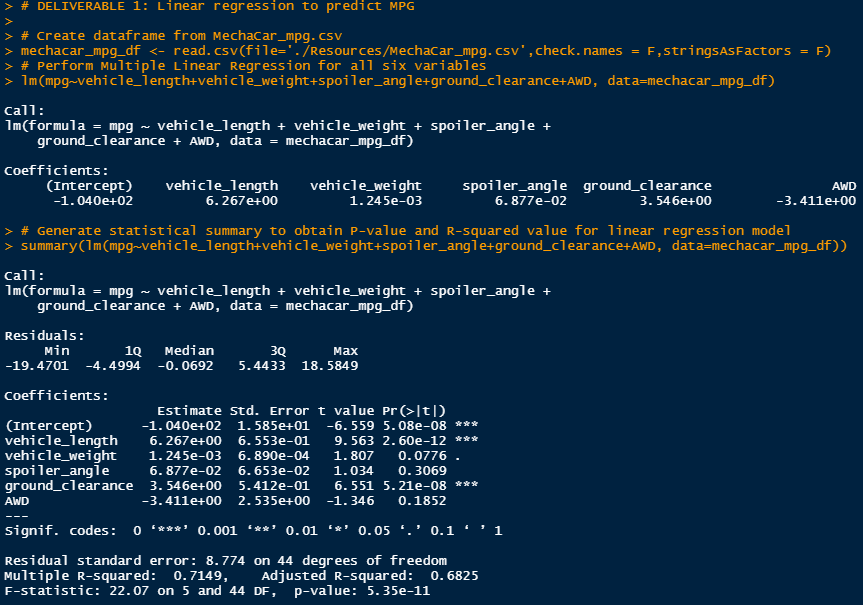 > # DELIVERABLE 1: Linear regression to predict MPG
>
> # Create dataframe from MechaCar_mpg.csv
> mechacar_mpg_df <- read.csv(file='./Resources/MechaCar_mpg.csv',check.names = F,stringsAsFactors = F)
> # Perform Multiple Linear Regression for all six variables
> lm(mpg~vehicle_length+vehicle_weight+spoiler_angle+ground_clearance+AWD, data=mechacar_mpg_df)
Call:
lm(formula = mpg ~ vehicle_length + vehicle_weight + spoiler_angle +
    ground_clearance + AWD, data = mechacar_mpg_df)
Coefficients:
     (Intercept)    vehicle_length    vehicle_weight     spoiler_angle  ground_clearance               AWD
      -1.040e+02         6.267e+00         1.245e-03         6.877e-02         3.546e+00        -3.411e+00
> # Generate statistical summary to obtain P-value and R-squared value for linear regression model
> summary(lm(mpg~vehicle_length+vehicle_weight+spoiler_angle+ground_clearance+AWD, data=mechacar_mpg_df))
Call:
lm(formula = mpg ~ vehicle_length + vehicle_weight + spoiler_angle +
    ground_clearance + AWD, data = mechacar_mpg_df)
Residuals:
     Min       1Q   Median       3Q      Max
-19.4701  -4.4994  -0.0692   5.4433  18.5849
Coefficients:
                   Estimate Std. Error t value Pr(>|t|)
(Intercept)      -1.040e+02  1.585e+01  -6.559 5.08e-08 ***
vehicle_length    6.267e+00  6.553e-01   9.563 2.60e-12 ***
vehicle_weight    1.245e-03  6.890e-04   1.807   0.0776 .
spoiler_angle     6.877e-02  6.653e-02   1.034   0.3069
ground_clearance  3.546e+00  5.412e-01   6.551 5.21e-08 ***
AWD              -3.411e+00  2.535e+00  -1.346   0.1852
---
Signif. codes:  0 ‘***’ 0.001 ‘**’ 0.01 ‘*’ 0.05 ‘.’ 0.1 ‘ ’ 1
Residual standard error: 8.774 on 44 degrees of freedom
Multiple R-squared:  0.7149,    Adjusted R-squared:  0.6825
F-statistic: 22.07 on 5 and 44 DF,  p-value: 5.35e-11